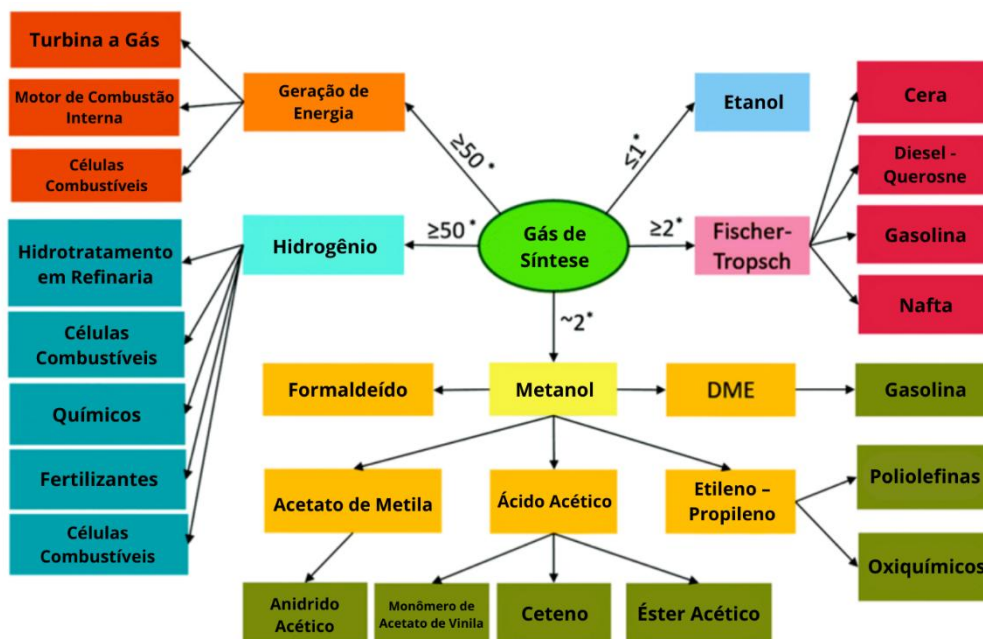 Turbina a Gás
Motor de Combustão
Interna
Células
Combustíveis
Geração de
Energia
≥50*
≤1*
Etanol
Cera
Diesel -
Querosne
Gasolina
Nafta
Hidrotratamento
em Refinaria
Células
Combustíveis
Químicos
Fertilizantes
Células
Combustíveis
Hidrogênio
≥50*
Gás de
Síntese
≥2*
Fischer-
Tropsch
~2*
Formaldeído
Metanol
DME
Gasolina
Acetato de Metila
Ácido Acético
Etileno –
Propileno
Poliolefinas
Oxiquímicos
Anidrido
Acético
Monômero de
Acetato de Vinila
Ceteno
Éster Acético